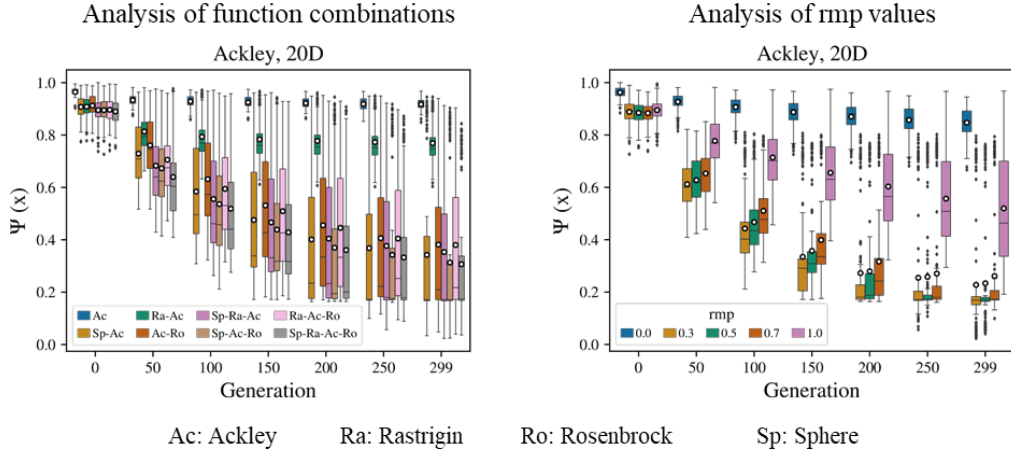 Analysis of function combinations
Analysis of rmp values
Ackley, 20D
Ψ (x)
1.0
0.8
0.6
0.4
0.2
0.0
Ac
Ra-Ac
Sp-Ra-Ac
Ra-Ac-Ro
Sp-Ac
Ac-Ro
Sp-Ac-Ro
Sp-Ra-Ac-Ro
0 50 100 150 200 250 299
Generation
Ackley, 20D
Ψ (x)
1.0
0.8
0.6
0.4
0.2
0.0
rmp
0.0 0.3 0.5 0.7 1.0
0 50 100 150 200 250 299
Generation
Ac: Ackley Ra: Rastrigin Ro: Rosenbrock Sp: Sphere